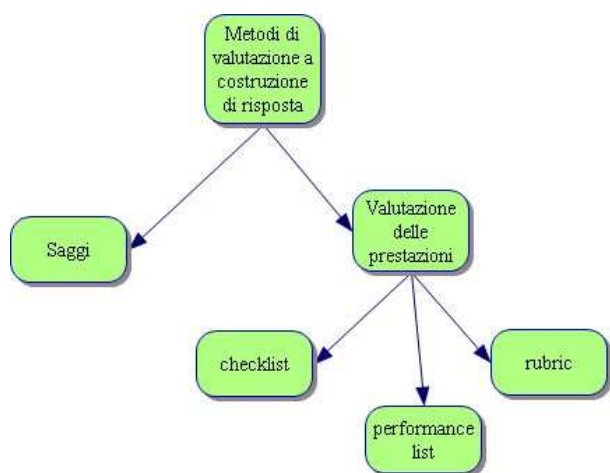 Metodi di
valutazione a
costruzione
di risposta
Saggi
Valutazione
delle
prestazioni
checklist
rubric
performance
list